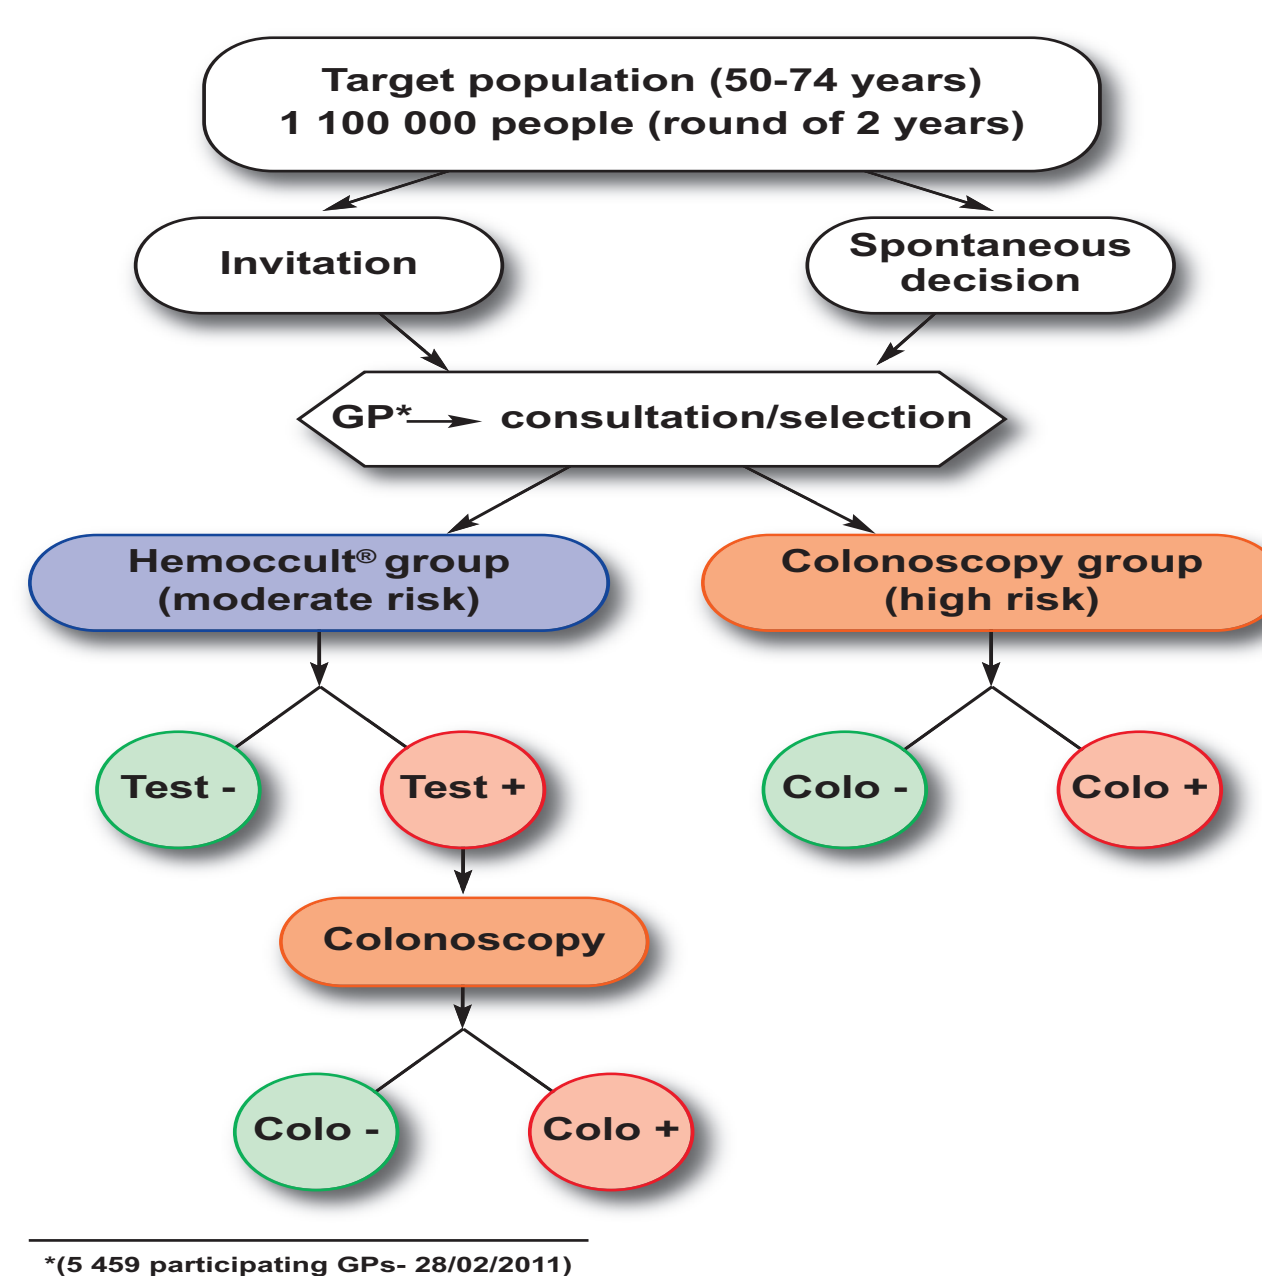 Target population (50-74 years)
1 100 000 people (round of 2 years)
Invitation
Spontaneous
decision
GP* consultation/selection
Hemoccult® group
(moderate risk)
Colonoscopy group
(high risk)
Test -
Test +
Colo -
Colo +
Colonoscopy
Colo -
Colo +
*(5 459 participating GPs- 28/02/2011)